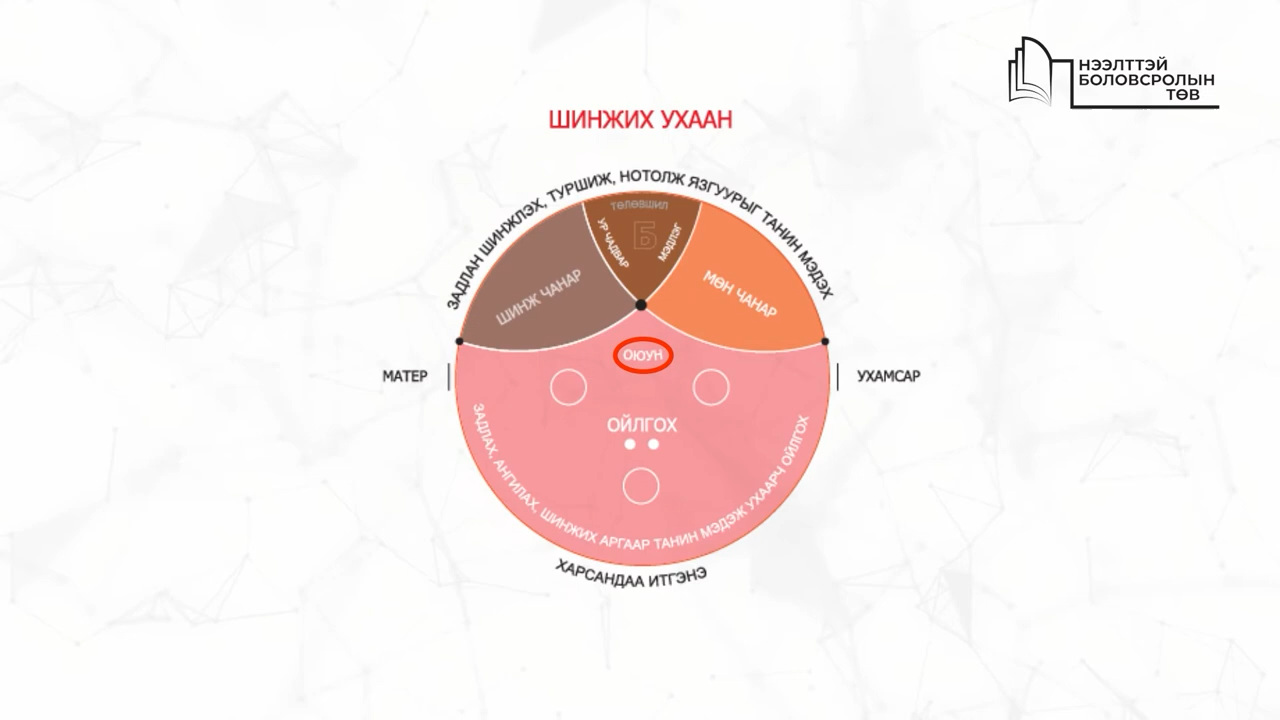 НЭЭЛТТЭЙ
БОЛОВСРОЛЫН
ТӨВ
ШИНЖИХ УХААН
ЗАДЛАН ШИНЖЛЭХ, ТУРШИЖ, НОТОЛЖ ЯЗГУУРЫГ ТАНИН МЭДЭХ
ТӨЛӨВШИЛ
Б
УР ЧАДВАР
МЭДЛЭГ
ШИНЖ ЧАНАР
МӨН ЧАНАР
ОЮУН
МАТЕР
УХАМСАР
ОЙЛГОХ
ЗАДЛАХ, АНГИЛАХ, ШИНЖИХ АРГААР ТАНИН МЭДЭЖ УХААРЧ ОЙЛГОХ
ХАРСАНДАА ИТГЭНЭ